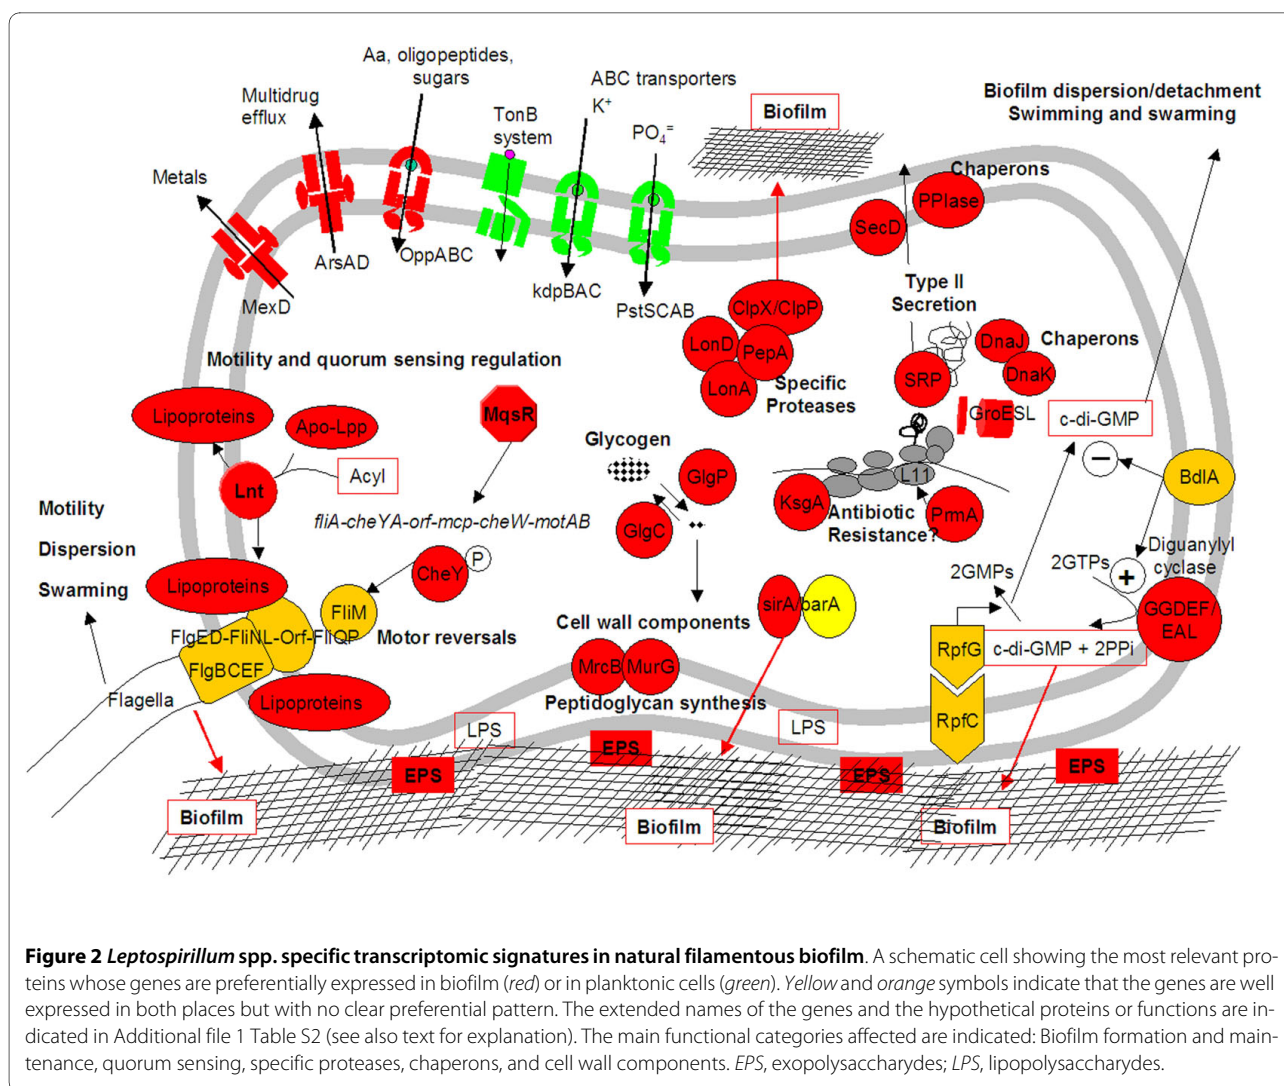 Aa, oligopeptides,
sugars
ABC transporters
Multidrug
efflux
TonB
system
K+
PO4=
Biofilm
Biofilm dispersion/detachment
Swimming and swarming
Metals
Chaperons
PPIase
SecD
ArsAD
OppABC
MexD
kdpBAC
PstSCAB
ClpX/ClpP
Type II
Secretion
LonD
PepA
LonA
Specific
Proteases
DnaJ
DnaK
Chaperons
SRP
GroESL
c-di-GMP
Motility and quorum sensing regulation
Lipoproteins
Apo-Lpp
Acyl
Lnt
MqsR
Glycogen
GlgP
GlgC
fliA-cheYA-orf-mcp-cheW-motAB
L11
KsgA
Antibiotic
Resistance?
PrmA
−
BdlA
Motility
Dispersion
Swarming
Lipoproteins
CheY
P
FliM
Motor reversals
FlgED-FliNL-Orf-FliQP
FlgBCEF
Flagella
Lipoproteins
Cell wall components
sirA/barA
MrcB
MurG
Peptidoglycan synthesis
2GMPs
2GTPs
+
Diguanylyl
cyclase
GGDEF/
EAL
RpfG
c-di-GMP + 2PPi
RpfC
LPS
LPS
EPS
EPS
EPS
EPS
Biofilm
Biofilm
Biofilm
Figure 2 Leptospirillum spp. specific transcriptomic signatures in natural filamentous biofilm. A schematic cell showing the most relevant pro-
teins whose genes are preferentially expressed in biofilm (red) or in planktonic cells (green). Yellow and orange symbols indicate that the genes are well
expressed in both places but with no clear preferential pattern. The extended names of the genes and the hypothetical proteins or functions are in-
dicated in Additional file 1 Table S2 (see also text for explanation). The main functional categories affected are indicated: Biofilm formation and main-
tenance, quorum sensing, specific proteases, chaperons, and cell wall components. EPS, exopolysaccharydes; LPS, lipopolysaccharydes.